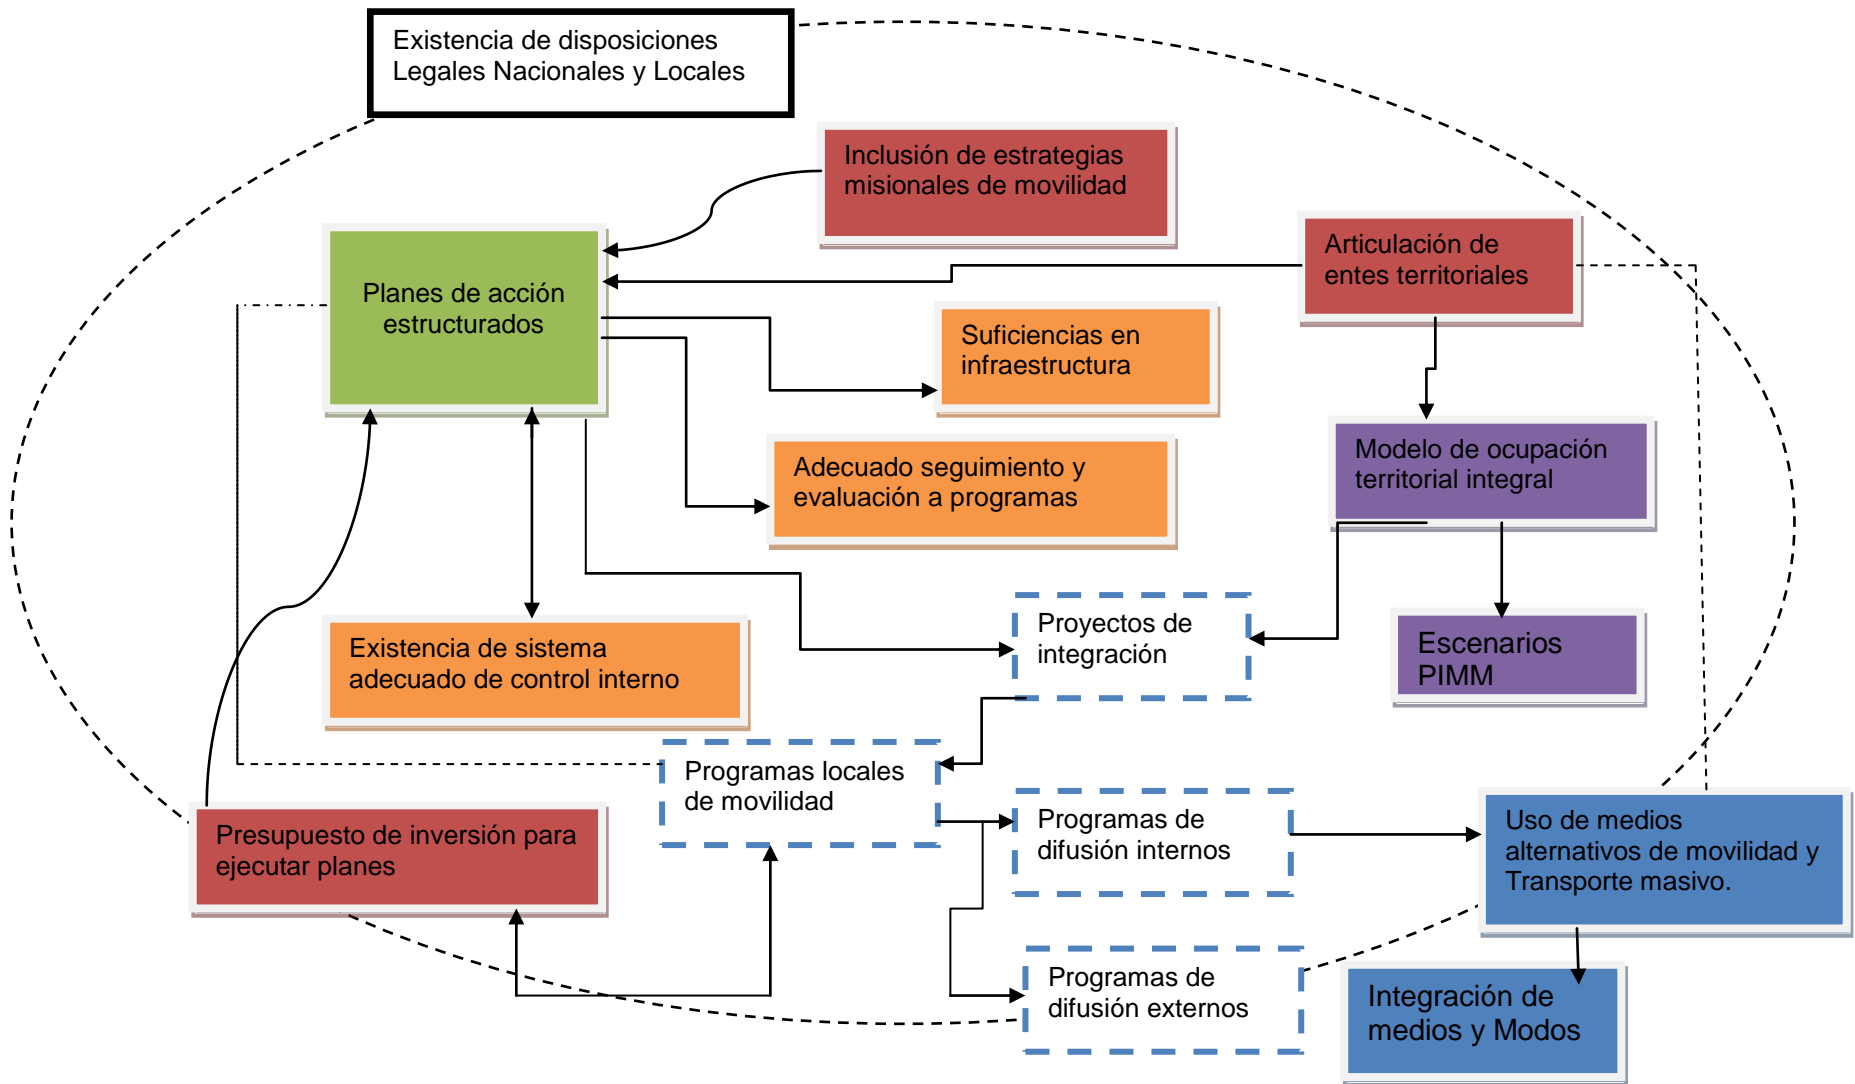 Existencia de disposiciones
Legales Nacionales y Locales
Inclusión de estrategias
misionales de movilidad
Articulación de
entes territoriales
Planes de acción
estructurados
Suficiencias en
infraestructura
Adecuado seguimiento y
evaluación a programas
Modelo de ocupación
territorial integral
Existencia de sistema
adecuado de control interno
Proyectos de
integración
Escenarios
PIMM
Programas locales
de movilidad
Presupuesto de inversión para
ejecutar planes
Programas de
difusión internos
Uso de medios
alternativos de movilidad y
Transporte masivo.
Programas de
difusión externos
Integración de
medios y Modos